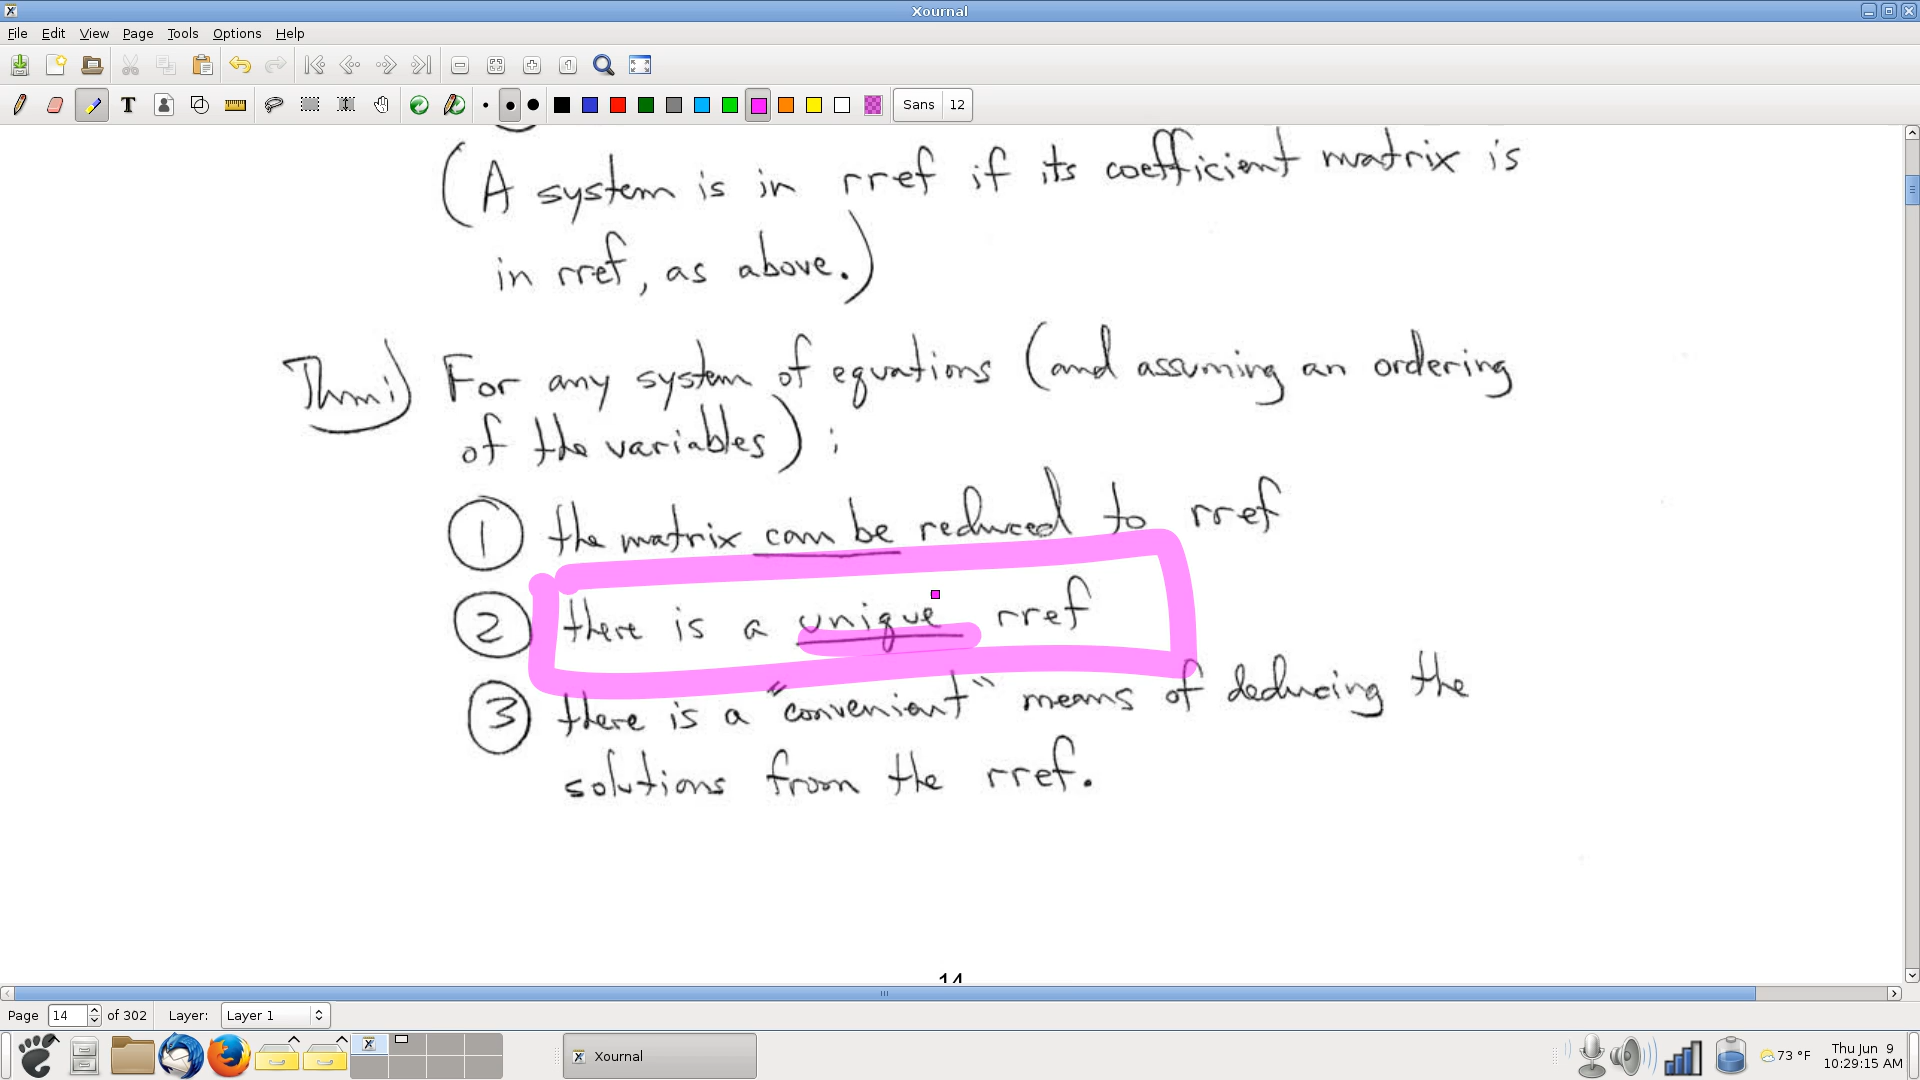 Xournal
File Edit View Page Tools Options Help
Sans 12
(A system is in rref if its coefficient matrix is
in rref, as above.)
Thm:) For any system of equations (and assuming an ordering
of the variables):
① the matrix can be reduced to rref
② there is a unique rref
③ there is a "convenient" means of deducing the
solutions from the rref.
14
Page 14 of 302 Layer: Layer 1
Xournal
73 °F
Thu Jun 9
10:29:15 AM